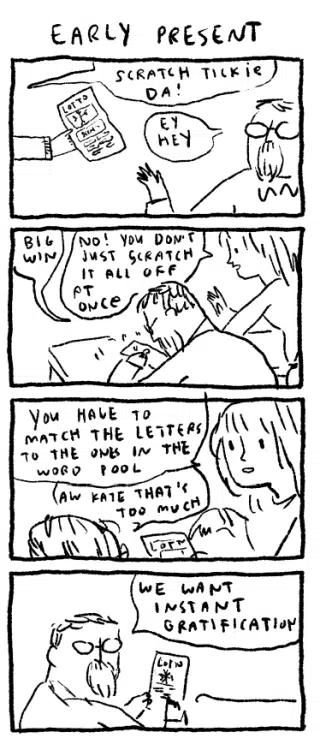 EARLY PRESENT
SCRATCH TICKIE
DA!
LOTTO
EY
HEY
BIG
WIN
NO! YOU DON'T
JUST SCRATCH
IT ALL OFF
AT
ONCE
YOU HAVE TO
MATCH THE LETTERS
TO THE ONES IN THE
WORD POOL
AW KATE THAT'S
TOO MUCH
WE WANT
INSTANT
GRATIFICATION